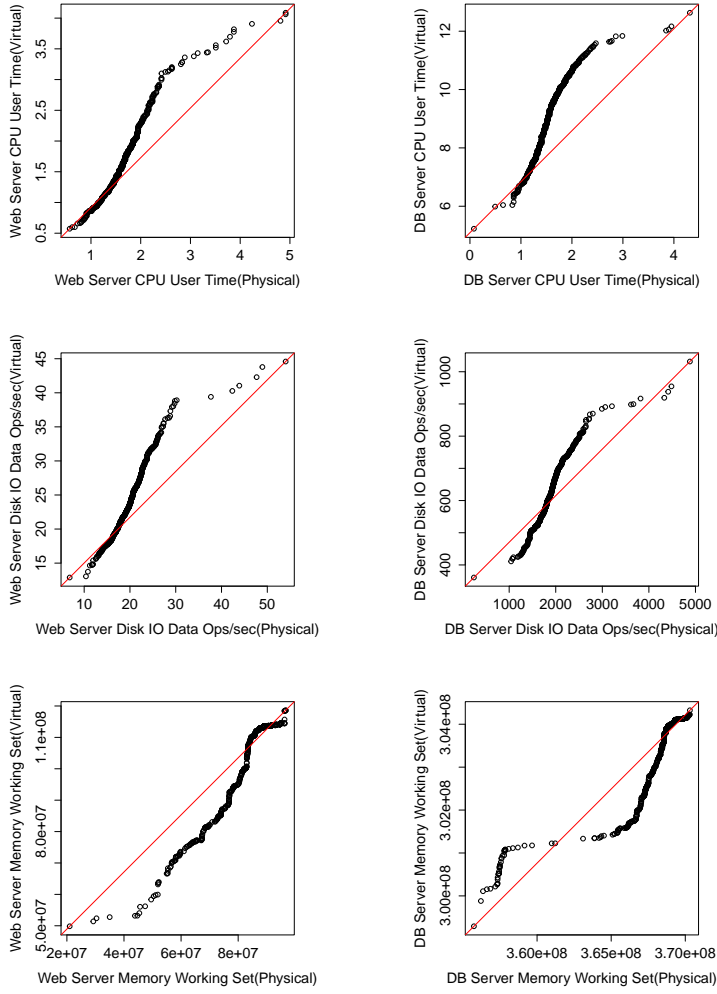 Web Server CPU User Time(Virtual)
0.5 1.5 2.5 3.5
1 2 3 4 5
Web Server CPU User Time(Physical)
DB Server CPU User Time(Virtual)
6 8 10 12
0 1 2 3 4
DB Server CPU User Time(Physical)
Web Server Disk IO Data Ops/sec(Virtual)
15 20 25 30 35 40 45
10 20 30 40 50
Web Server Disk IO Data Ops/sec(Physical)
DB Server Disk IO Data Ops/sec(Virtual)
400 600 800 1000
1000 2000 3000 4000 5000
DB Server Disk IO Data Ops/sec(Physical)
Web Server Memory Working Set(Virtual)
5.0e+07 8.0e+07 1.1e+08
2e+07 4e+07 6e+07 8e+07
Web Server Memory Working Set(Physical)
DB Server Memory Working Set(Virtual)
3.00e+08 3.02e+08 3.04e+08
3.60e+08 3.65e+08 3.70e+08
DB Server Memory Working Set(Physical)